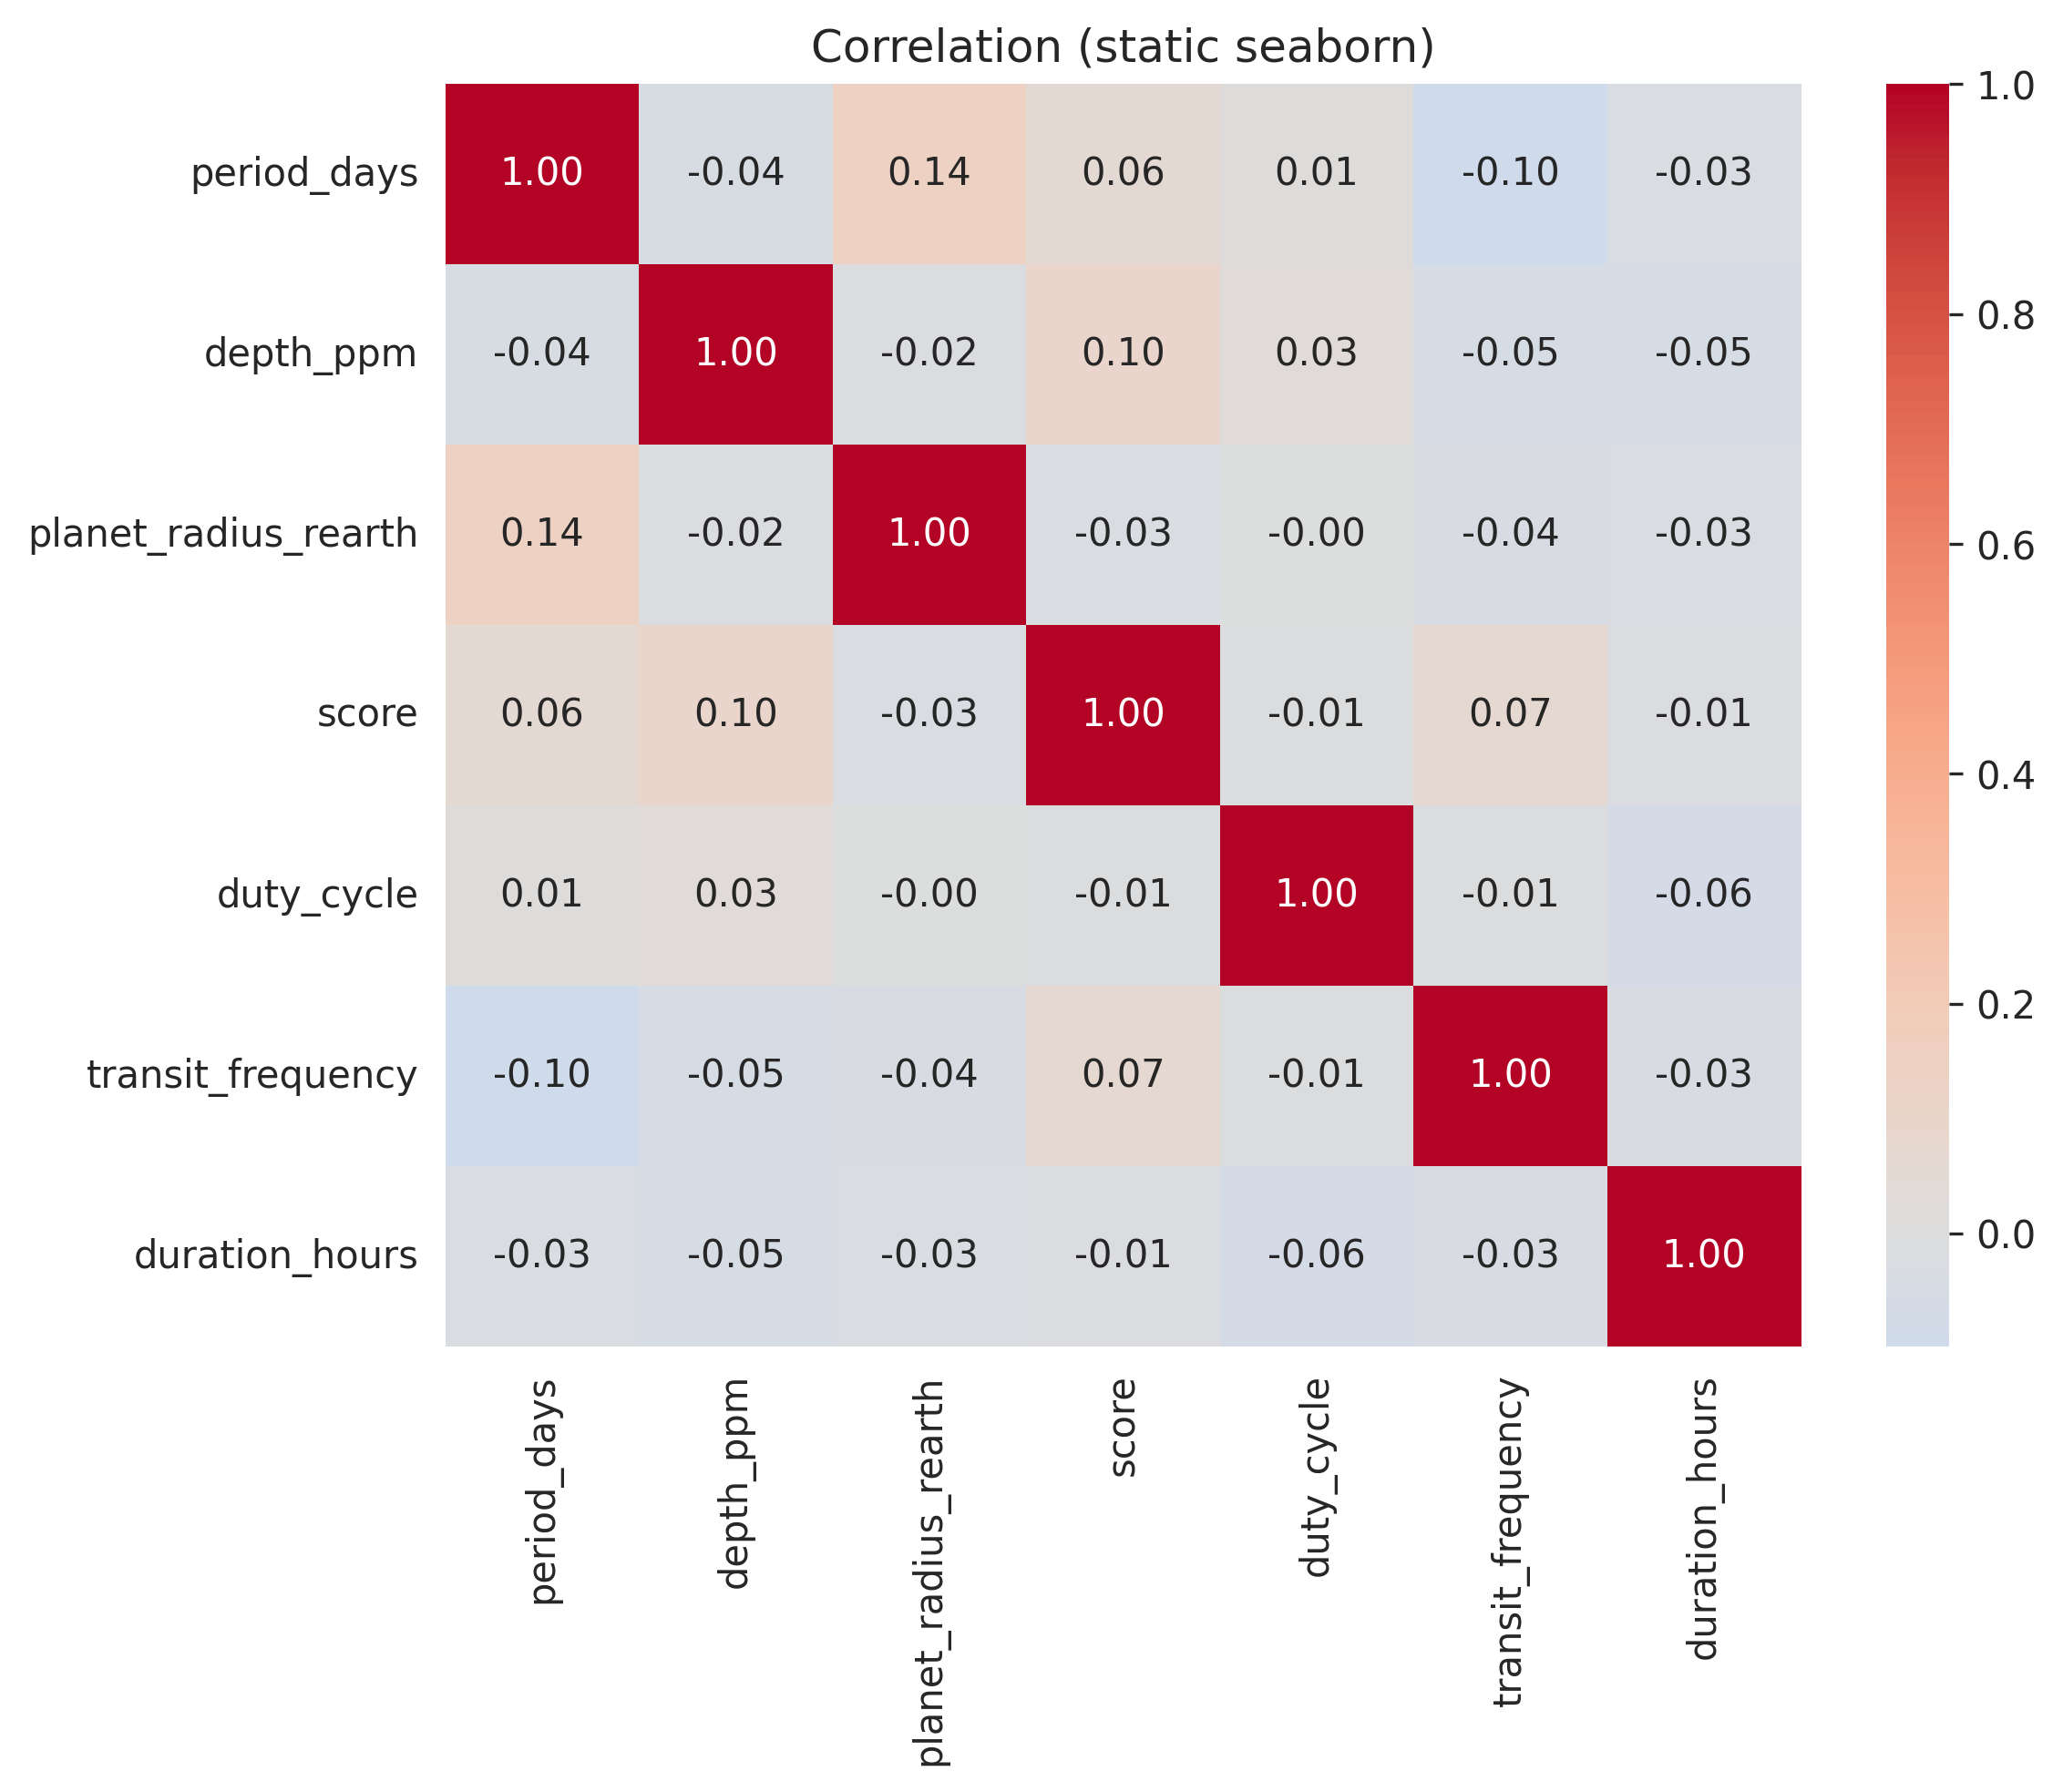 Correlation (static seaborn)
period_days 1.00 -0.04 0.14 0.06 0.01 -0.10 -0.03
depth_ppm -0.04 1.00 -0.02 0.10 0.03 -0.05 -0.05
planet_radius_rearth 0.14 -0.02 1.00 -0.03 -0.00 -0.04 -0.03
score 0.06 0.10 -0.03 1.00 -0.01 0.07 -0.01
duty_cycle 0.01 0.03 -0.00 -0.01 1.00 -0.01 -0.06
transit_frequency -0.10 -0.05 -0.04 0.07 -0.01 1.00 -0.03
duration_hours -0.03 -0.05 -0.03 -0.01 -0.06 -0.03 1.00
period_days
depth_ppm
planet_radius_rearth
score
duty_cycle
transit_frequency
duration_hours
1.0
0.8
0.6
0.4
0.2
0.0